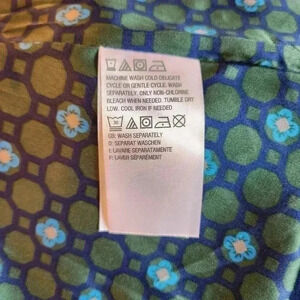 MACHINE WASH COLD-DELICATE
CYCLE OR GENTLE CYCLE. WASH
SEPARATELY, ONLY NON-CHLORINE
BLEACH WHEN NEEDED. TUMBLE DRY
LOW. COOL IRON IF NEEDED
GB: WASH SEPARATELY
D: SEPARAT WASCHEN
I: LAVARE SEPARATAMENTE
F: LAVER SÉPARÉMENT